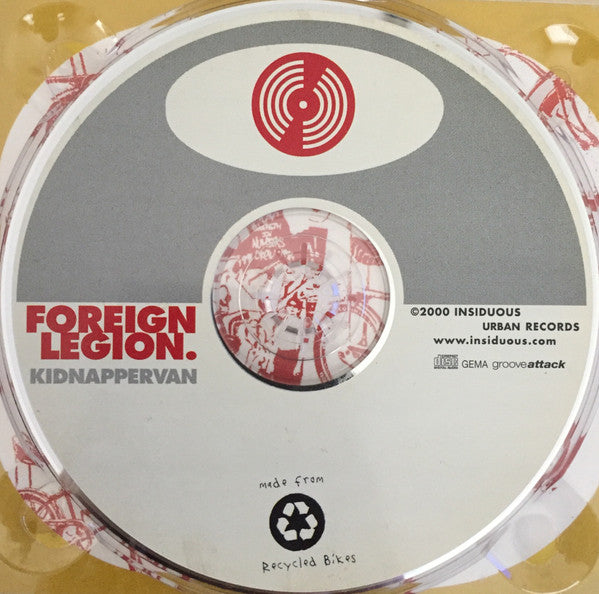 FOREIGN
LEGION.
KIDNAPPERVAN
©2000 INSIDUOUS
URBAN RECORDS
www.insiduous.com
GEMA grooveattack
made from
Recycled Bikes